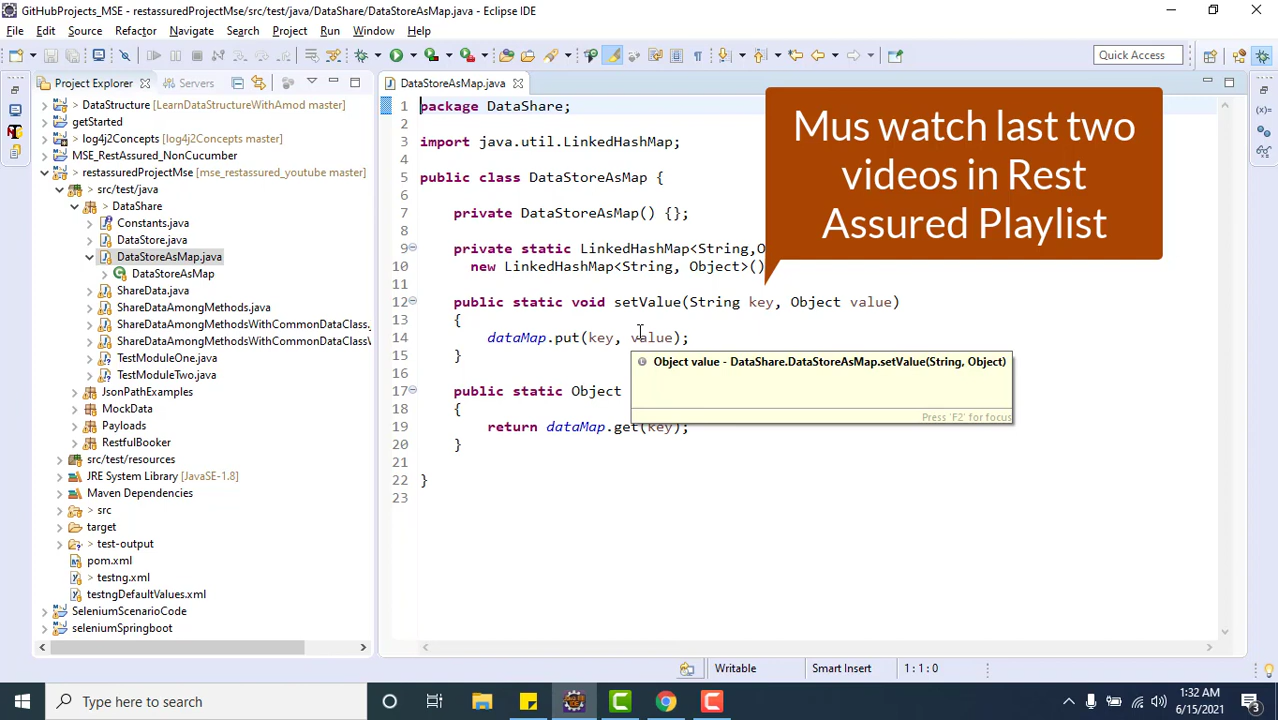 GitHubProjects_MSE - restassuredProjectMse/src/test/java/DataShare/DataStoreAsMap.java - Eclipse IDE
File Edit Source Refactor Navigate Search Project Run Window Help
Quick Access
Project Explorer
Servers
DataStructure [LearnDataStructureWithAmod master]
getStarted
log4j2Concepts [log4j2Concepts master]
MSE_RestAssured_NonCucumber
restassuredProjectMse [mse_restassured_youtube master]
src/test/java
DataShare
Constants.java
DataStore.java
DataStoreAsMap.java
DataStoreAsMap
ShareData.java
ShareDataAmongMethods.java
ShareDataAmongMethodsWithCommonDataClass.
ShareDataAmongMethodsWithCommonDataClassW
TestModuleOne.java
TestModuleTwo.java
JsonPathExamples
MockData
Payloads
RestfulBooker
src/test/resources
JRE System Library [JavaSE-1.8]
Maven Dependencies
> src
target
> test-output
pom.xml
> testng.xml
testngDefaultValues.xml
SeleniumScenarioCode
seleniumSpringboot
DataStoreAsMap.java
1 package DataShare;
2
3 import java.util.LinkedHashMap;
4
5 public class DataStoreAsMap {
6
7 private DataStoreAsMap() {};
8
9 private static LinkedHashMap<String,O
10 new LinkedHashMap<String, Object>()
11
12 public static void setValue(String key, Object value)
13 {
14 dataMap.put(key, value);
15 }
16
17 public static Object
18 {
19 return dataMap.get(key);
20 }
21
22 }
23
Mus watch last two
videos in Rest
Assured Playlist
Object value - DataShare.DataStoreAsMap.setValue(String, Object)
Press 'F2' for focus
Writable
Smart Insert
1 : 1 : 0
Type here to search
1:32 AM
6/15/2021
3